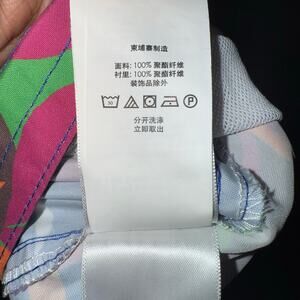 柬埔寨制造
面料: 100% 聚酯纤维
衬里: 100% 聚酯纤维
装饰品除外
30
分开洗涤
立即取出